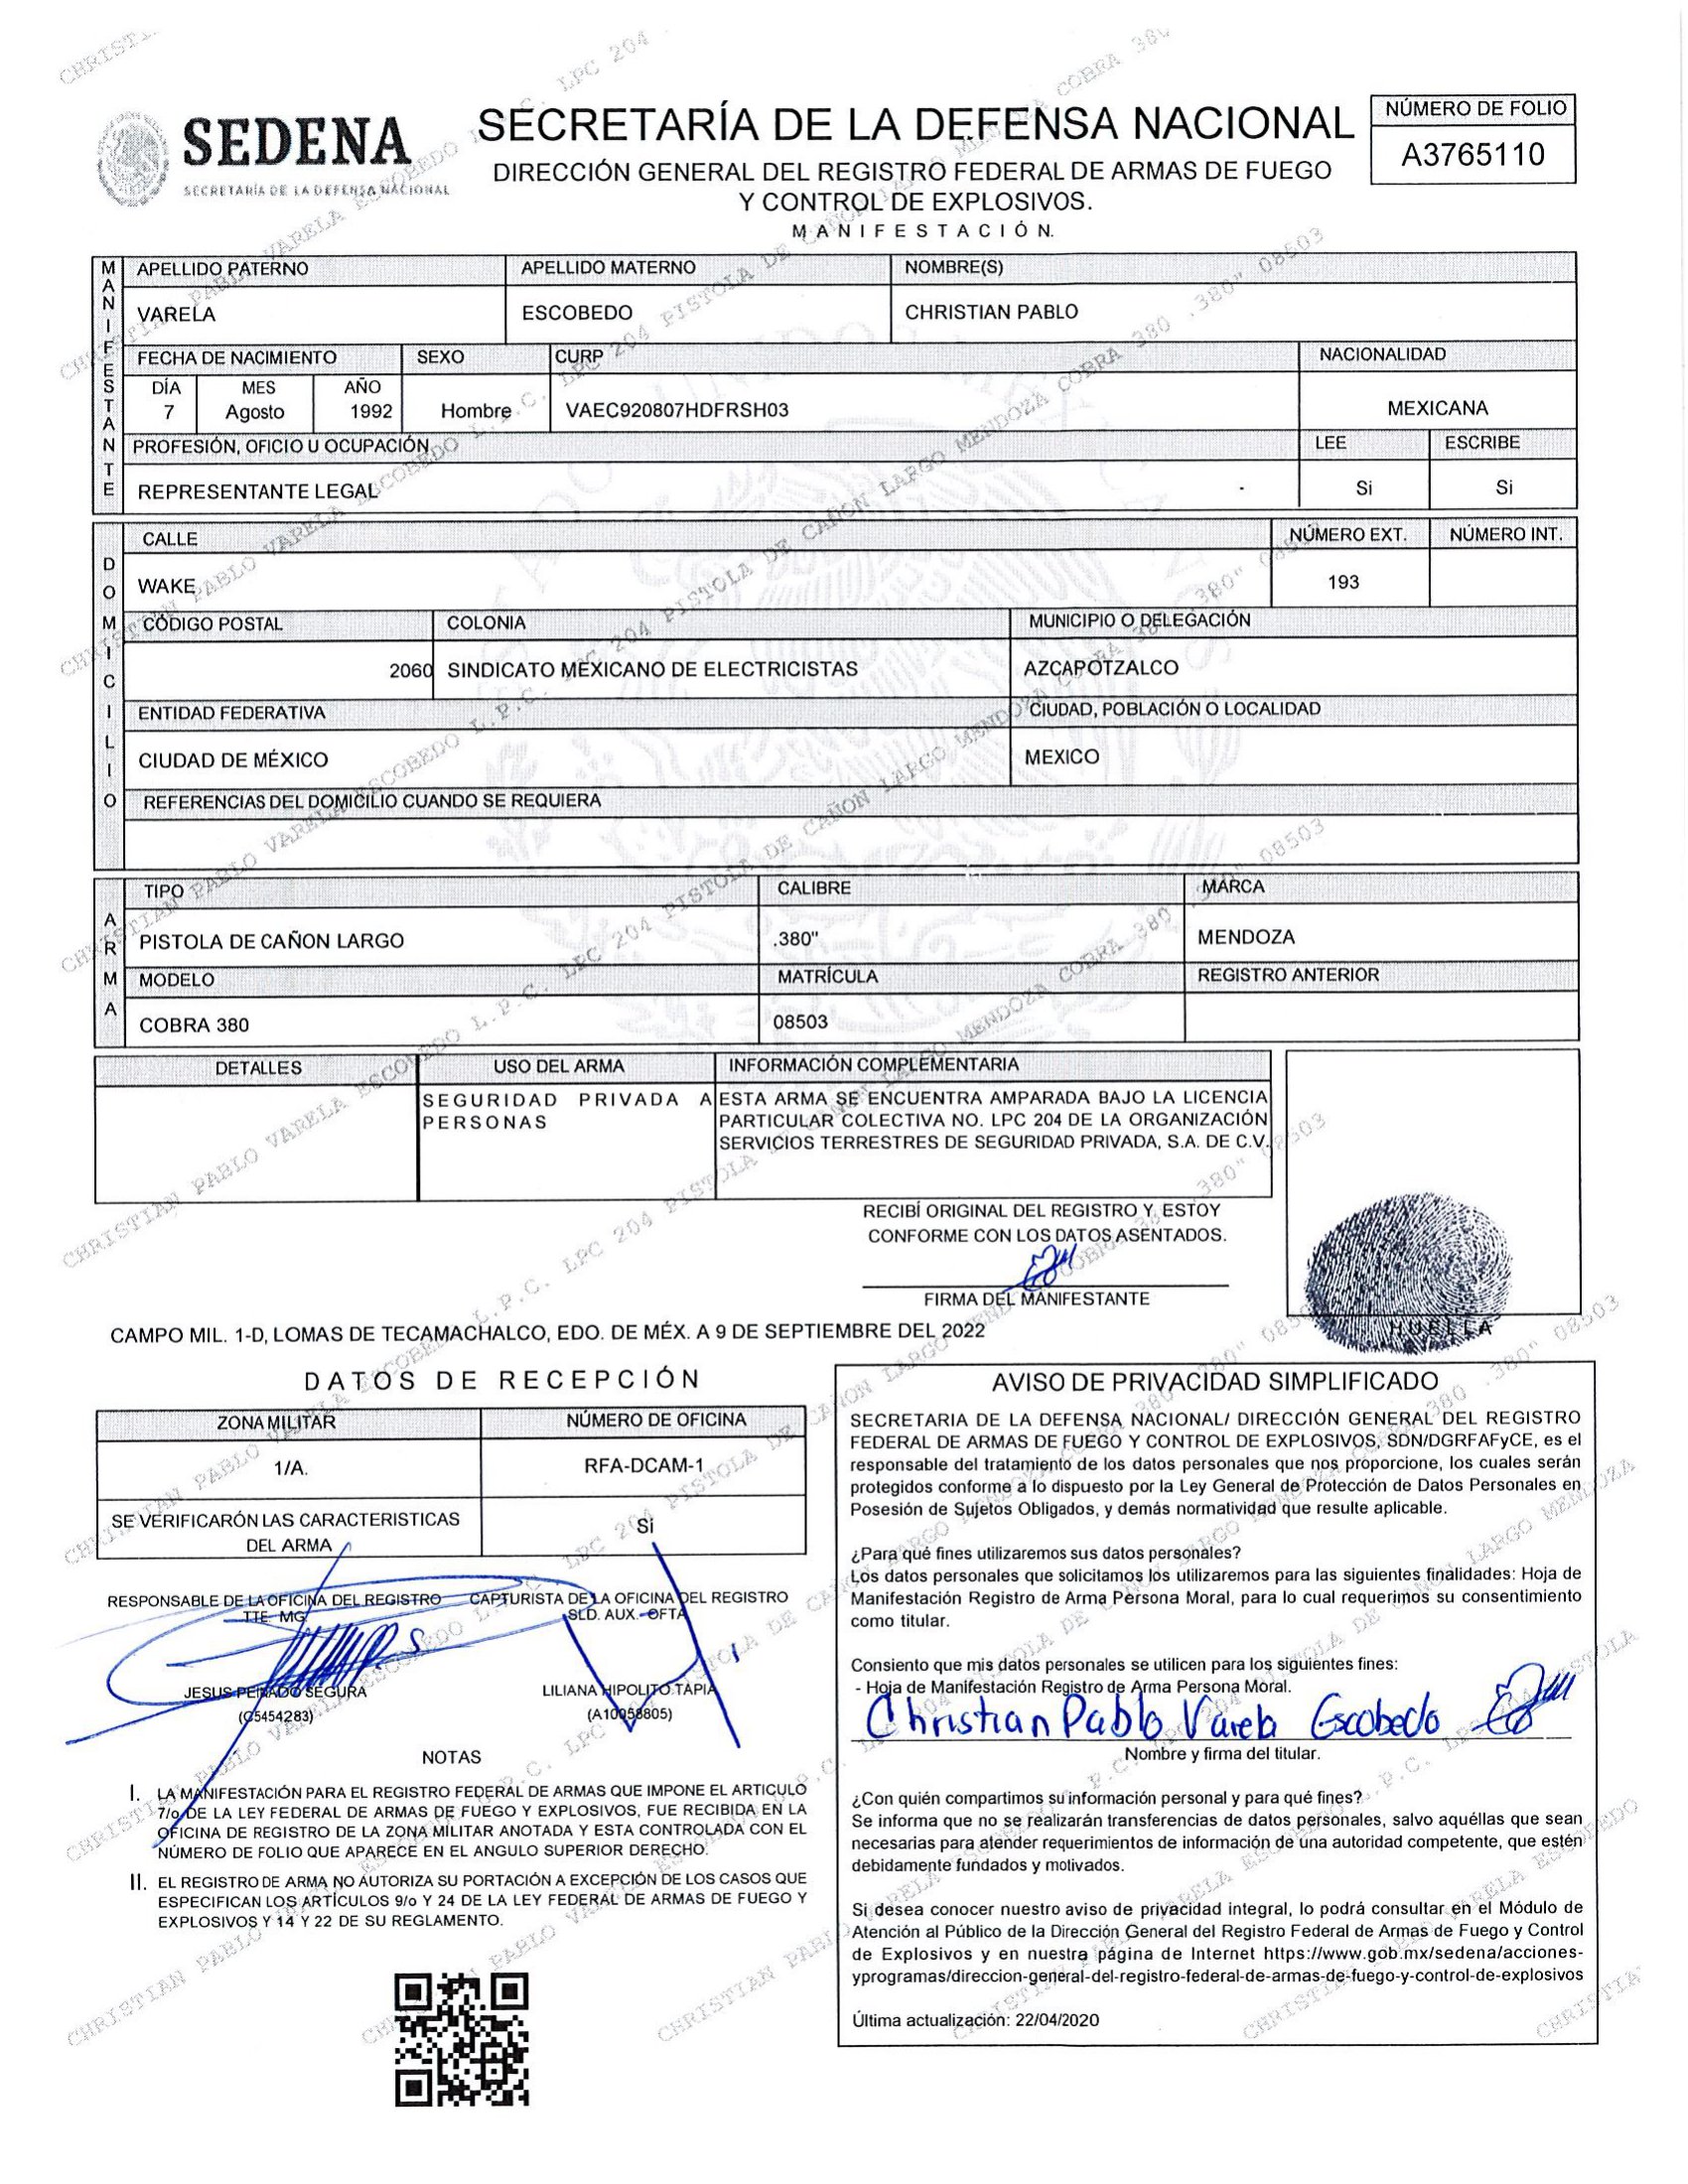 SEDENA
SECRETARÍA DE LA DEFENSA NACIONAL
SECRETARÍA DE LA DEFENSA NACIONAL
DIRECCIÓN GENERAL DEL REGISTRO FEDERAL DE ARMAS DE FUEGO
Y CONTROL DE EXPLOSIVOS.
MANIFESTACIÓN.
NÚMERO DE FOLIO
A3765110
MANIFESTANTE
APELLIDO PATERNO APELLIDO MATERNO NOMBRE(S)
VARELA ESCOBEDO CHRISTIAN PABLO
FECHA DE NACIMIENTO SEXO CURP NACIONALIDAD
DÍA MES AÑO
7 Agosto 1992 Hombre VAEC920807HDFRSH03 MEXICANA
PROFESIÓN, OFICIO U OCUPACIÓN LEE ESCRIBE
REPRESENTANTE LEGAL Si Si
DOMICILIO
CALLE NÚMERO EXT. NÚMERO INT.
WAKE 193
CÓDIGO POSTAL COLONIA MUNICIPIO O DELEGACIÓN
2060 SINDICATO MEXICANO DE ELECTRICISTAS AZCAPOTZALCO
ENTIDAD FEDERATIVA CIUDAD, POBLACIÓN O LOCALIDAD
CIUDAD DE MÉXICO MEXICO
REFERENCIAS DEL DOMICILIO CUANDO SE REQUIERA
ARMA
TIPO CALIBRE MARCA
PISTOLA DE CAÑON LARGO .380" MENDOZA
MODELO MATRÍCULA REGISTRO ANTERIOR
COBRA 380 08503
DETALLES USO DEL ARMA INFORMACIÓN COMPLEMENTARIA
SEGURIDAD PRIVADA A PERSONAS
ESTA ARMA SE ENCUENTRA AMPARADA BAJO LA LICENCIA
PARTICULAR COLECTIVA NO. LPC 204 DE LA ORGANIZACIÓN
SERVICIOS TERRESTRES DE SEGURIDAD PRIVADA, S.A. DE C.V.
RECIBÍ ORIGINAL DEL REGISTRO Y ESTOY
CONFORME CON LOS DATOS ASENTADOS.
FIRMA DEL MANIFESTANTE
HUELLA
CAMPO MIL. 1-D, LOMAS DE TECAMACHALCO, EDO. DE MÉX. A 9 DE SEPTIEMBRE DEL 2022
DATOS DE RECEPCIÓN
ZONA MILITAR NÚMERO DE OFICINA
1/A. RFA-DCAM-1
SE VERIFICARÓN LAS CARACTERISTICAS
DEL ARMA
Si
RESPONSABLE DE LA OFICINA DEL REGISTRO
TTE. MG.
JESUS PEINADO SEGURA
(C5454283)
CAPTURISTA DE LA OFICINA DEL REGISTRO
SLD. AUX. OFTA
LILIANA HIPOLITO TAPIA
(A10058805)
NOTAS
I. LA MANIFESTACIÓN PARA EL REGISTRO FEDERAL DE ARMAS QUE IMPONE EL ARTICULO
7/o DE LA LEY FEDERAL DE ARMAS DE FUEGO Y EXPLOSIVOS, FUE RECIBIDA EN LA
OFICINA DE REGISTRO DE LA ZONA MILITAR ANOTADA Y ESTA CONTROLADA CON EL
NÚMERO DE FOLIO QUE APARECE EN EL ANGULO SUPERIOR DERECHO.
II. EL REGISTRO DE ARMA NO AUTORIZA SU PORTACIÓN A EXCEPCIÓN DE LOS CASOS QUE
ESPECIFICAN LOS ARTÍCULOS 9/o Y 24 DE LA LEY FEDERAL DE ARMAS DE FUEGO Y
EXPLOSIVOS Y 14 Y 22 DE SU REGLAMENTO.
AVISO DE PRIVACIDAD SIMPLIFICADO
SECRETARIA DE LA DEFENSA NACIONAL/ DIRECCIÓN GENERAL DEL REGISTRO
FEDERAL DE ARMAS DE FUEGO Y CONTROL DE EXPLOSIVOS, SDN/DGRFAFyCE, es el
responsable del tratamiento de los datos personales que nos proporcione, los cuales serán
protegidos conforme a lo dispuesto por la Ley General de Protección de Datos Personales en
Posesión de Sujetos Obligados, y demás normatividad que resulte aplicable.
¿Para qué fines utilizaremos sus datos personales?
Los datos personales que solicitamos los utilizaremos para las siguientes finalidades: Hoja de
Manifestación Registro de Arma Persona Moral, para lo cual requerimos su consentimiento
como titular.
Consiento que mis datos personales se utilicen para los siguientes fines:
- Hoja de Manifestación Registro de Arma Persona Moral.
Christian Pablo Varela Escobedo
Nombre y firma del titular.
¿Con quién compartimos su información personal y para qué fines?
Se informa que no se realizarán transferencias de datos personales, salvo aquéllas que sean
necesarias para atender requerimientos de información de una autoridad competente, que estén
debidamente fundados y motivados.
Si desea conocer nuestro aviso de privacidad integral, lo podrá consultar en el Módulo de
Atención al Público de la Dirección General del Registro Federal de Armas de Fuego y Control
de Explosivos y en nuestra página de Internet https://www.gob.mx/sedena/acciones-
yprogramas/direccion-general-del-registro-federal-de-armas-de-fuego-y-control-de-explosivos
Última actualización: 22/04/2020
CHRISTIAN PABLO VARELA ESCOBEDO L.P.C. LPC 204 PISTOLA DE CAÑON LARGO MENDOZA COBRA 380 .380" 08503